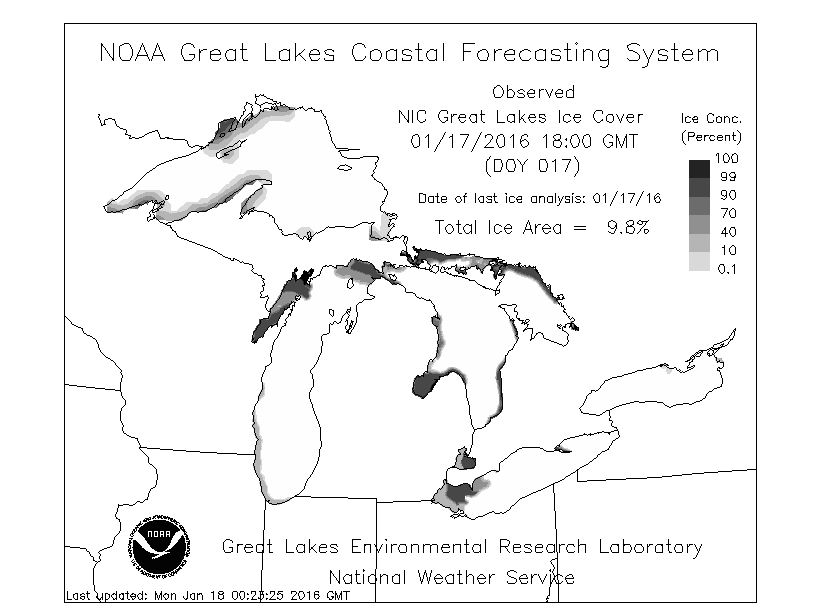 NOAA Great Lakes Coastal Forecasting System
Observed
NIC Great Lakes Ice Cover
01/17/2016 18:00 GMT
(DOY 017)
Date of last ice analysis: 01/17/16
Total Ice Area = 9.8%
Ice Conc.
(Percent)
100
99
90
70
40
10
0.1
NOAA
Great Lakes Environmental Research Laboratory
National Weather Service
Last updated: Mon Jan 18 00:23:25 2016 GMT